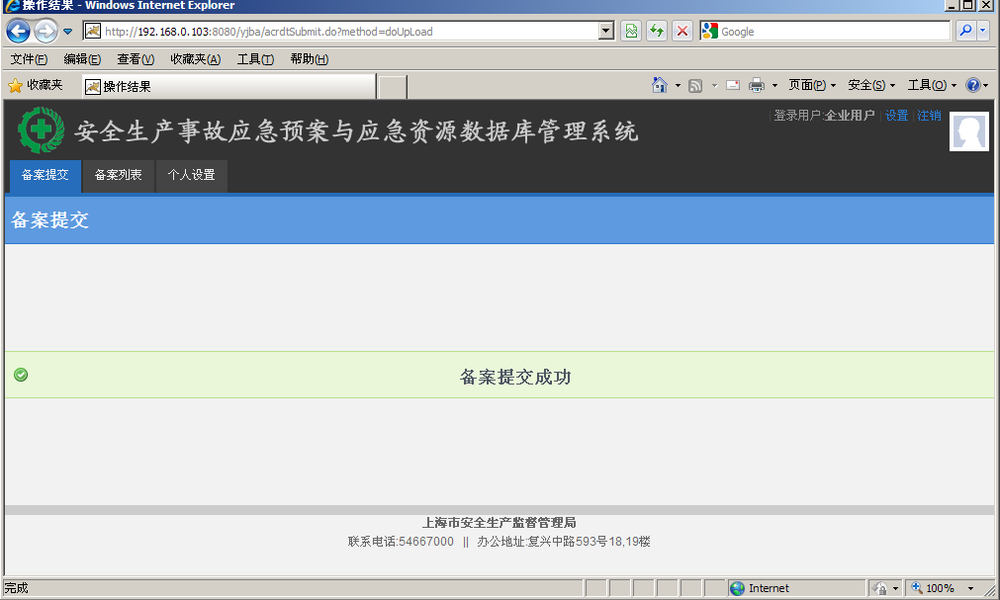 操作结果 - Windows Internet Explorer
http://192.168.0.103:8080/yjba/acrdtSubmit.do?method=doUpLoad
Google
文件(F) 编辑(E) 查看(V) 收藏夹(A) 工具(T) 帮助(H)
收藏夹 操作结果 页面(P) 安全(S) 工具(O)
登录用户:企业用户 | 设置 | 注销
安全生产事故应急预案与应急资源数据库管理系统
备案提交 备案列表 个人设置
备案提交
备案提交成功
上海市安全生产监督管理局
联系电话:54667000 || 办公地址:复兴中路593号18,19楼
完成 Internet 100%